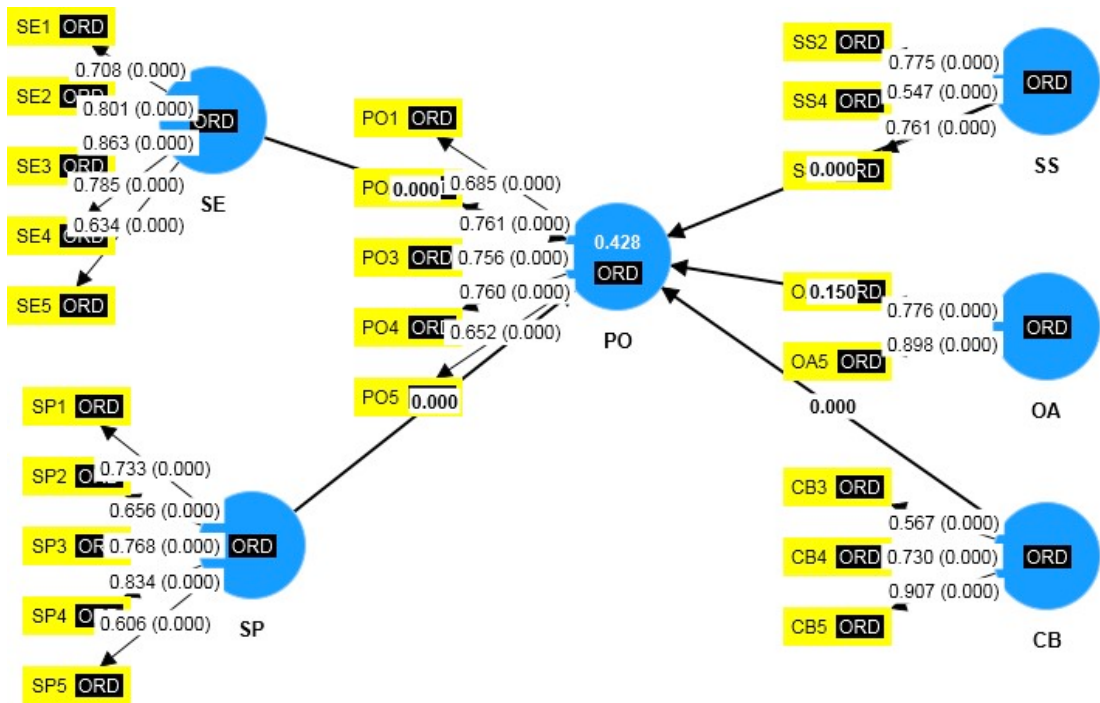 SE1 ORD
0.708 (0.000)
SE2 ORD
0.801 (0.000)
ORD
0.863 (0.000)
SE3 ORD
0.785 (0.000)
SE
0.634 (0.000)
SE4 ORD
SE5 ORD
PO1 ORD
0.685 (0.000)
PO 0.000
0.761 (0.000)
PO3 ORD
0.756 (0.000)
0.760 (0.000)
PO4 ORD
0.652 (0.000)
PO5
0.000
0.428
ORD
PO
SP1 ORD
0.733 (0.000)
SP2
0.656 (0.000)
SP3 ORD
0.768 (0.000)
ORD
0.834 (0.000)
SP4
0.606 (0.000)
SP
SP5 ORD
SS2 ORD
0.775 (0.000)
ORD
SS4 ORD
0.547 (0.000)
0.761 (0.000)
SS
0.000
0.150
0.776 (0.000)
ORD
0.898 (0.000)
OA5 ORD
OA
0.000
CB3 ORD
0.567 (0.000)
CB4 ORD
0.730 (0.000)
ORD
0.907 (0.000)
CB5 ORD
CB